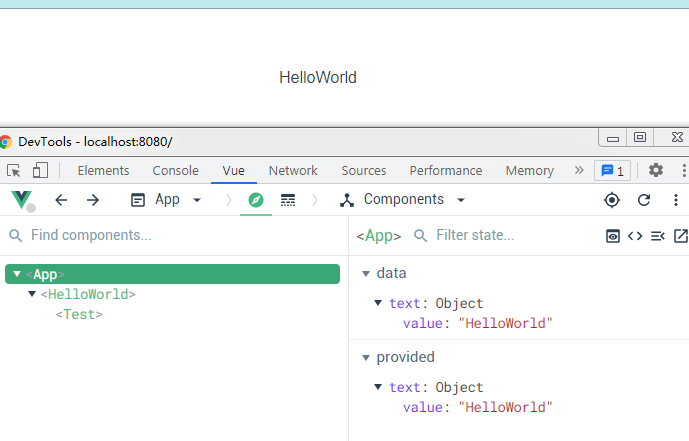 HelloWorld
DevTools - localhost:8080/
Elements Console Vue Network Sources Performance Memory » 1
App Components
Find components...
<App> Filter state...
<App>
<HelloWorld>
<Test>
data
text: Object
value: "HelloWorld"
provided
text: Object
value: "HelloWorld"